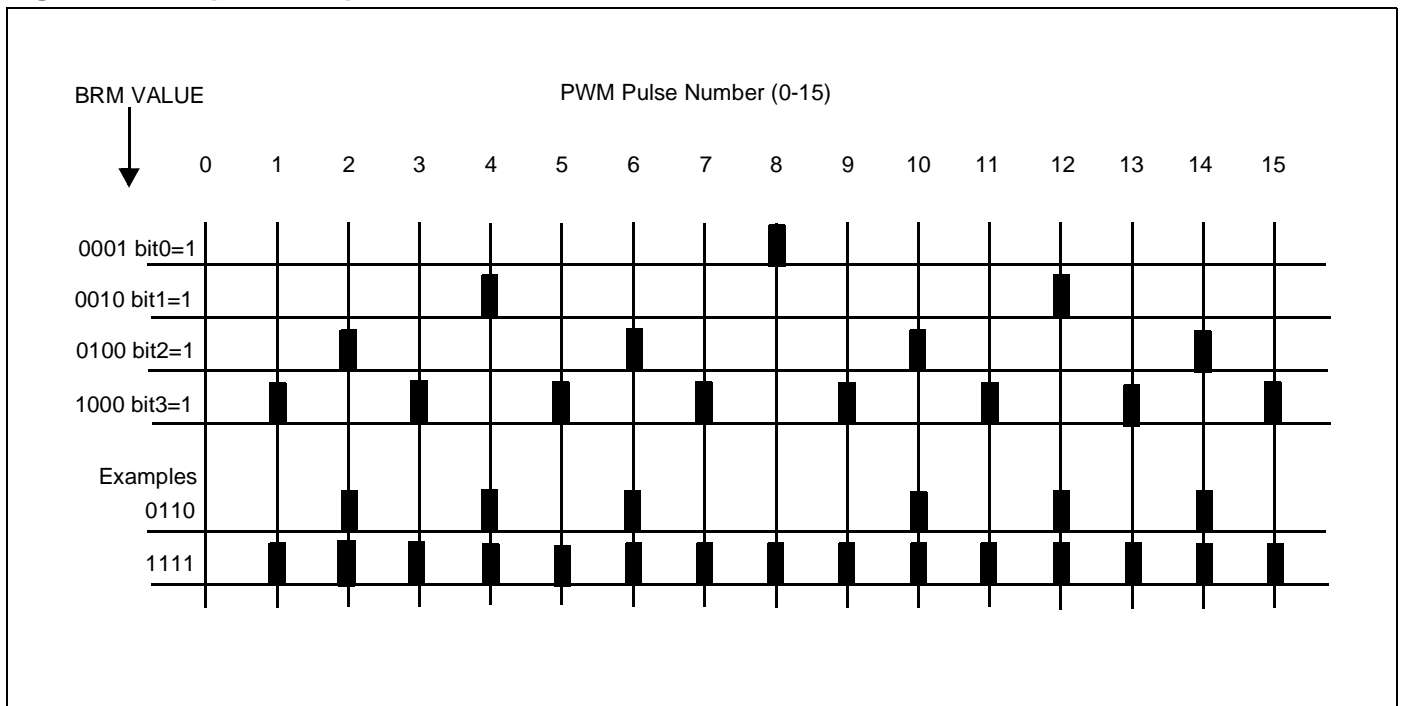 BRM VALUE
PWM Pulse Number (0-15)
0 1 2 3 4 5 6 7 8 9 10 11 12 13 14 15
0001 bit0=1
0010 bit1=1
0100 bit2=1
1000 bit3=1
Examples
0110
1111